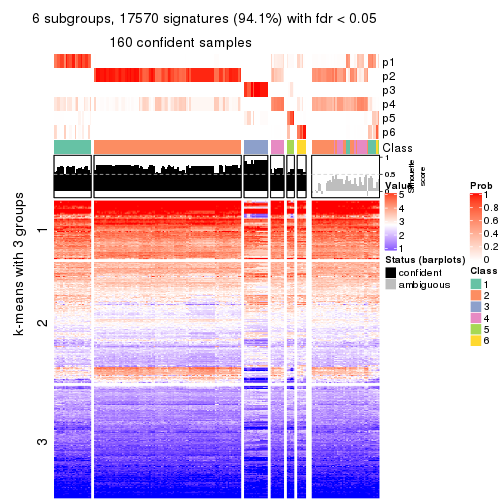 6 subgroups, 17570 signatures (94.1%) with fdr < 0.05
160 confident samples
p1
p2
p3
p4
p5
p6
Class
1
0.5
0
Silhouette
score
k-means with 3 groups
1
2
3
Value
5
4
3
2
1
Status (barplots)
confident
ambiguous
Prob
1
0.8
0.6
0.4
0.2
0
Class
1
2
3
4
5
6